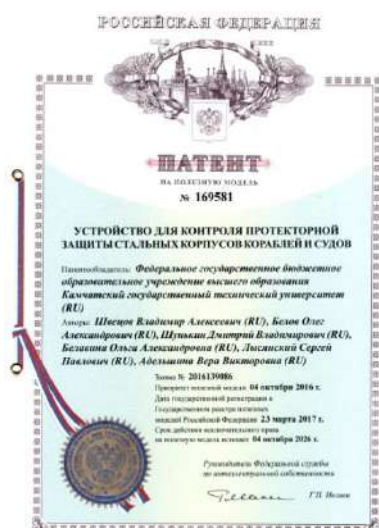 РОССИЙСКАЯ ФЕДЕРАЦИЯ
ПАТЕНТ
НА ПОЛЕЗНУЮ МОДЕЛЬ
№ 169581
УСТРОЙСТВО ДЛЯ КОНТРОЛЯ ПРОТЕКТОРНОЙ
ЗАЩИТЫ СТАЛЬНЫХ КОРПУСОВ КОРАБЛЕЙ И СУДОВ
Патентообладатель: Федеральное государственное бюджетное
образовательное учреждение высшего образования
Камчатский государственный технический университет
(RU)
Авторы: Швецов Владимир Алексеевич (RU), Белов Олег
Александрович (RU), Шунькин Дмитрий Владимирович (RU),
Белавина Ольга Александровна (RU), Лысянский Сергей
Павлович (RU), Адельшина Вера Викторовна (RU)
Заявка № 2016139086
Приоритет полезной модели 04 октября 2016 г.
Дата государственной регистрации в
Государственном реестре полезных
моделей Российской Федерации 23 марта 2017 г.
Срок действия исключительного права
на полезную модель истекает 04 октября 2026 г.
Руководитель Федеральной службы
по интеллектуальной собственности
Г.П. Ивлиев